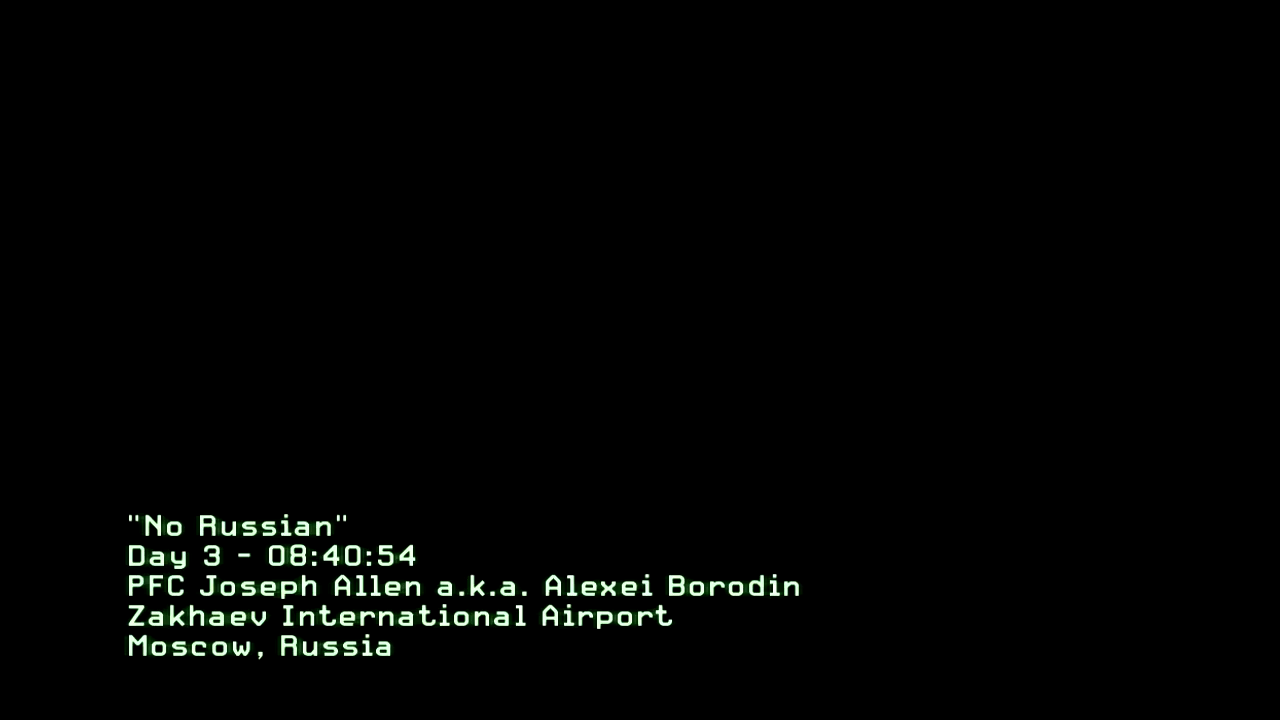 "No Russian"
Day 3 - 08:40:54
PFC Joseph Allen a.k.a. Alexei Borodin
Zakhaev International Airport
Moscow, Russia